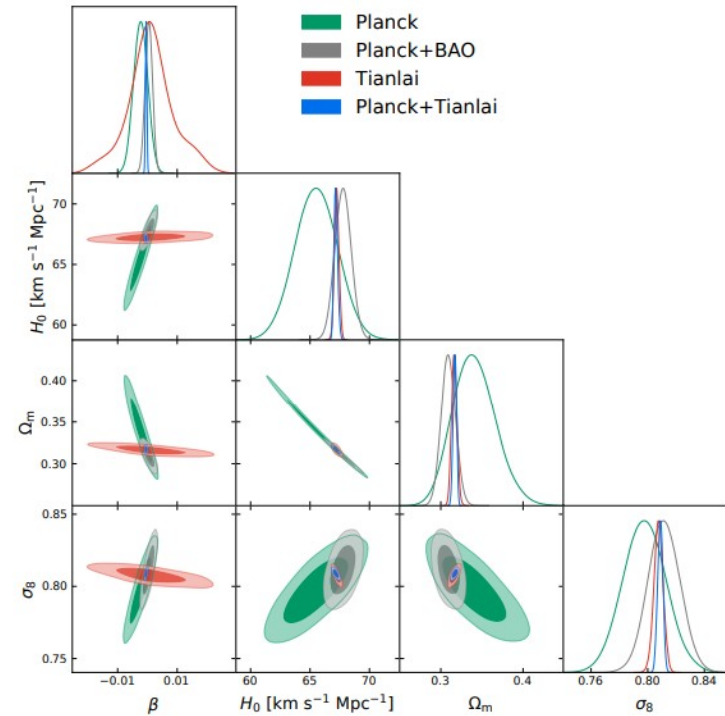 Planck
Planck+BAO
Tianlai
Planck+Tianlai
H₀ [km s⁻¹ Mpc⁻¹]
70
65
60
Ωₘ
0.40
0.35
0.30
σ₈
0.85
0.80
0.75
−0.01 0.01
β
60 65 70
H₀ [km s⁻¹ Mpc⁻¹]
0.3 0.4
Ωₘ
0.76 0.80 0.84
σ₈